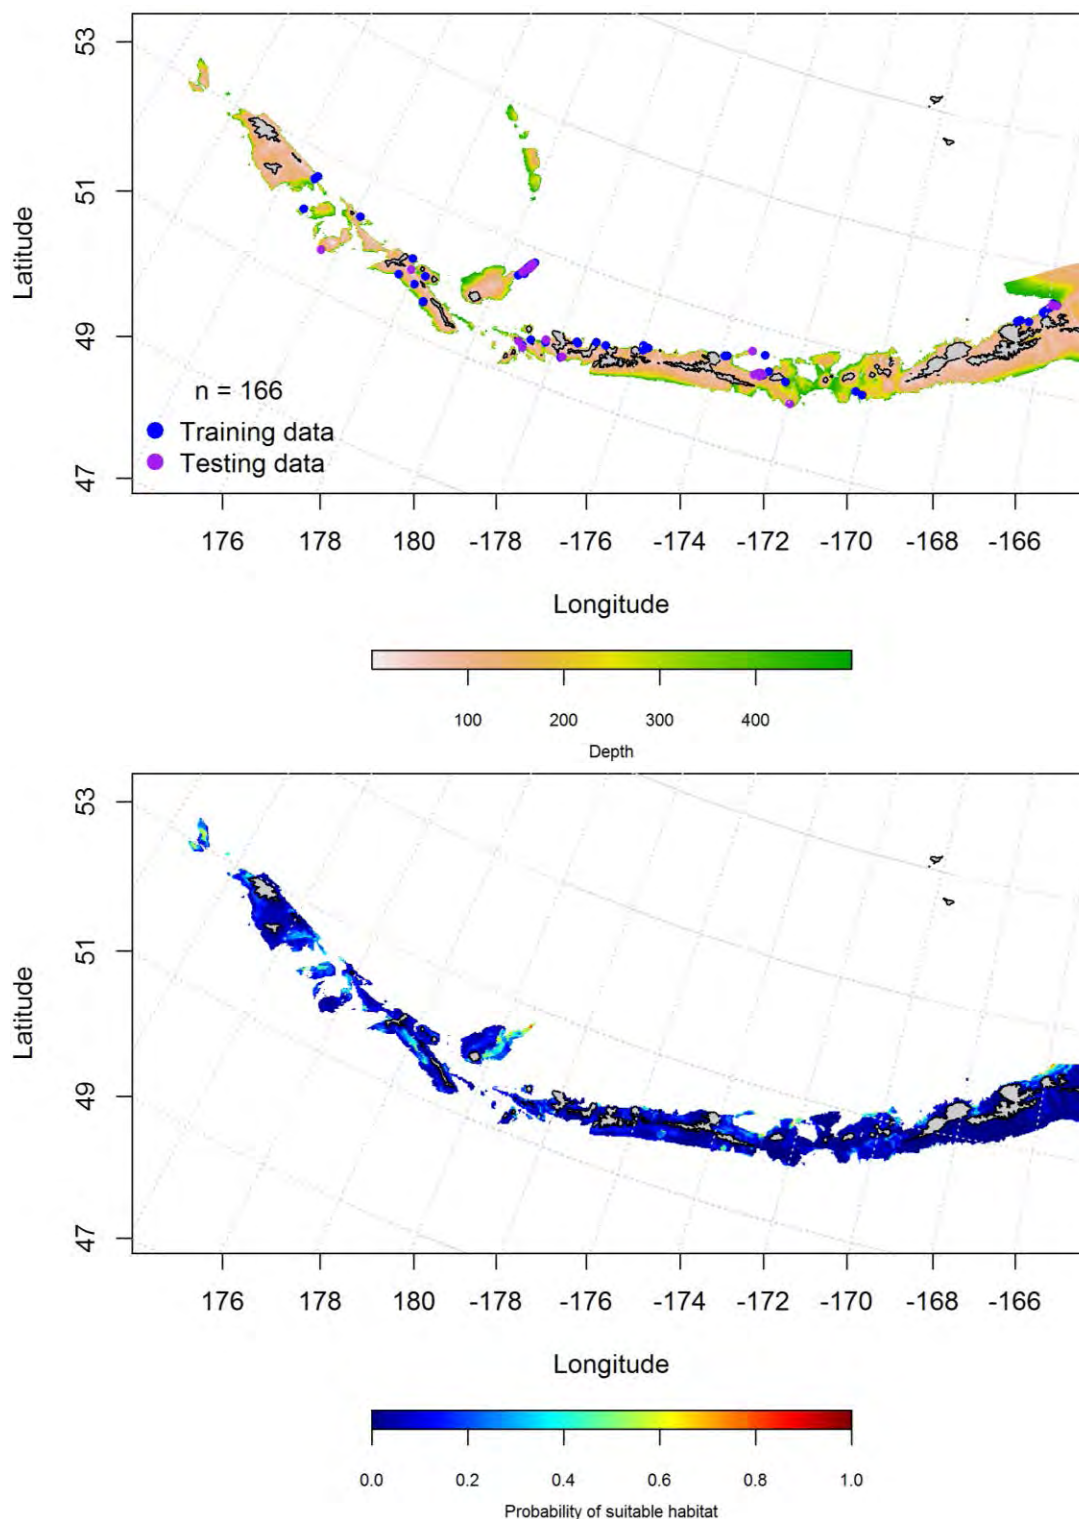 53
51
49
47
Latitude
n = 166
Training data
Testing data
176 178 180 -178 -176 -174 -172 -170 -168 -166
Longitude
100 200 300 400
Depth
53
51
49
47
Latitude
176 178 180 -178 -176 -174 -172 -170 -168 -166
Longitude
0.0 0.2 0.4 0.6 0.8 1.0
Probability of suitable habitat